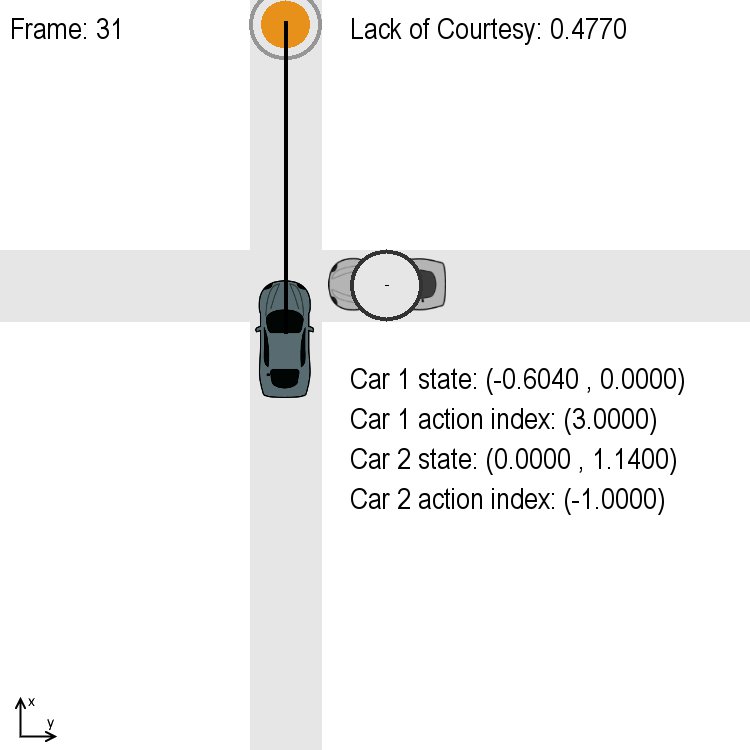 Frame: 31
Lack of Courtesy: 0.4770
-
Car 1 state: (-0.6040 , 0.0000)
Car 1 action index: (3.0000)
Car 2 state: (0.0000 , 1.1400)
Car 2 action index: (-1.0000)
x
y